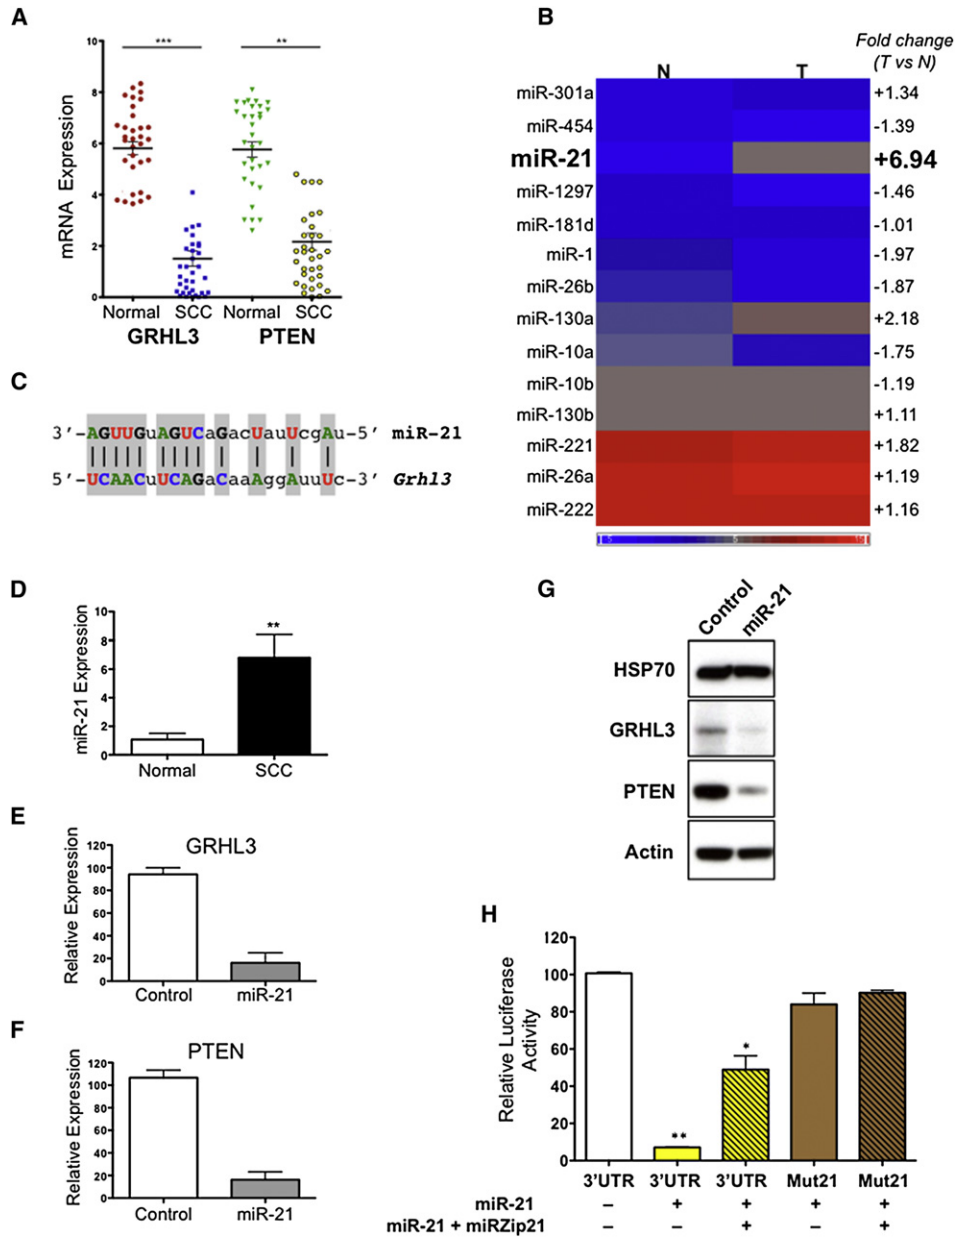 A
mRNA Expression
10
8
6
4
2
0
***
**
Normal SCC Normal SCC
GRHL3 PTEN
B
Fold change
(T vs N)
N T
miR-301a +1.34
miR-454 -1.39
miR-21 +6.94
miR-1297 -1.46
miR-181d -1.01
miR-1 -1.97
miR-26b -1.87
miR-130a +2.18
miR-10a -1.75
miR-10b -1.19
miR-130b +1.11
miR-221 +1.82
miR-26a +1.19
miR-222 +1.16
C
3'-AGUUGuAGUCaGacUauUcgAu-5' miR-21
5'-UCAACuUCAGaCaaAggAuuUc-3' Grhl3
D
miR-21 Expression
10
8
6
4
2
0
**
Normal SCC
E
GRHL3
Relative Expression
120
100
80
60
40
20
0
Control miR-21
F
PTEN
Relative Expression
120
100
80
60
40
20
0
Control miR-21
G
Control miR-21
HSP70
GRHL3
PTEN
Actin
H
Relative Luciferase
Activity
120
100
80
60
40
20
0
**
*
3'UTR 3'UTR 3'UTR Mut21 Mut21
miR-21 – + + + +
miR-21 + miRZip21 – – + – +